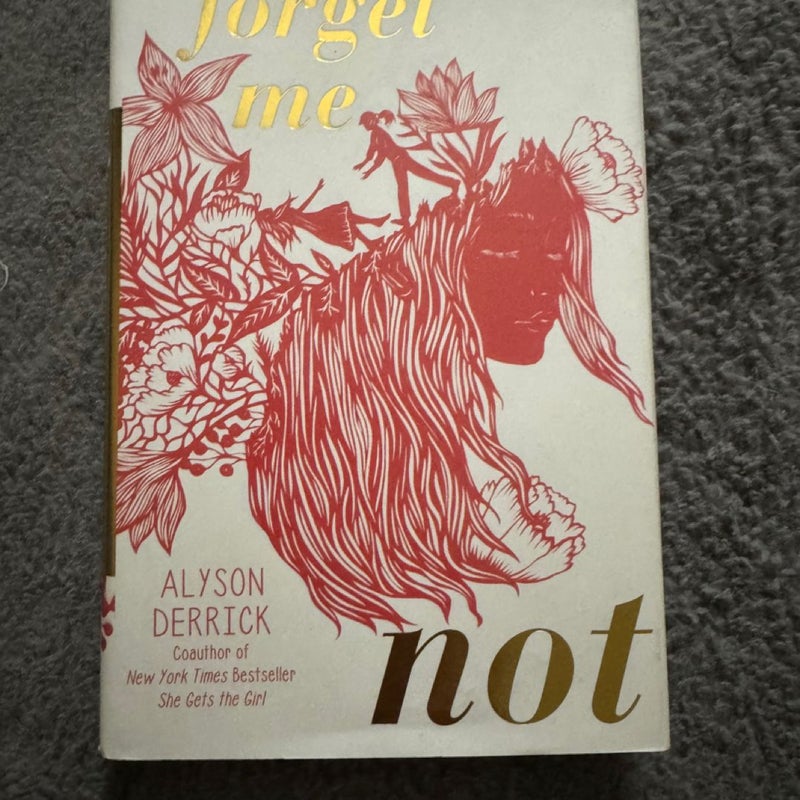 forget
me
ALYSON
DERRICK
Coauthor of
New York Times Bestseller
She Gets the Girl
not